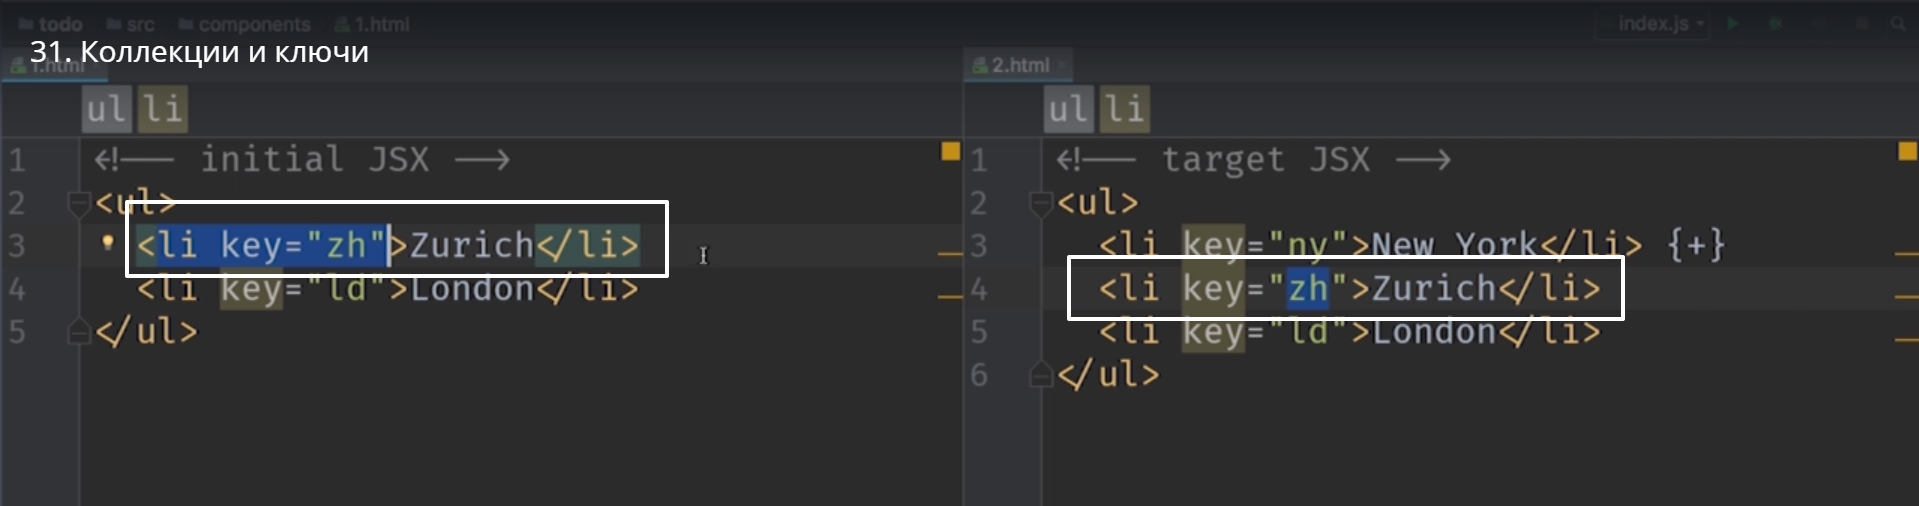 todo src components 1.html index.js
31. Коллекции и ключи
1.html
ul li
1 <!-- initial JSX -->
2 <ul>
3 <li key="zh">Zurich</li>
4 <li key="ld">London</li>
5 </ul>
2.html
ul li
1 <!-- target JSX -->
2 <ul>
3 <li key="ny">New York</li> {+}
4 <li key="zh">Zurich</li>
5 <li key="ld">London</li>
6 </ul>